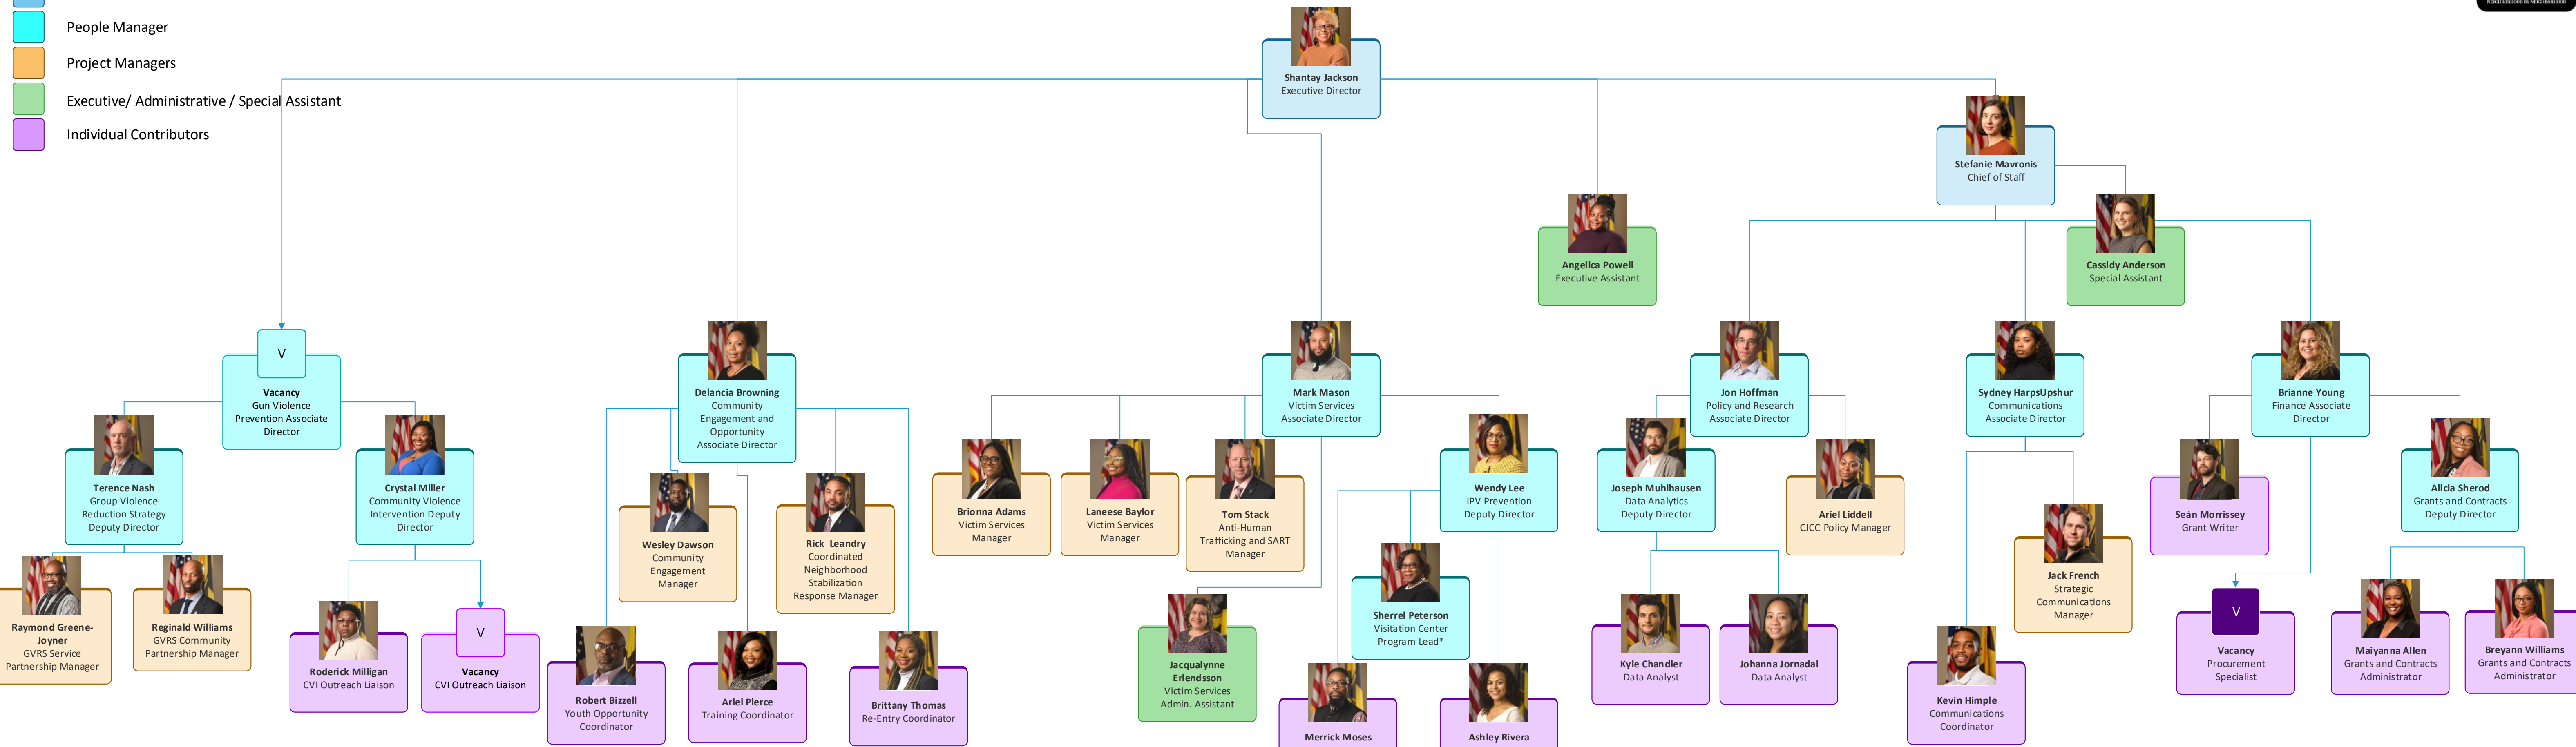 NEIGHBORHOOD BY NEIGHBORHOOD
People Manager
Project Managers
Executive/ Administrative / Special Assistant
Individual Contributors
Shantay Jackson
Executive Director
Stefanie Mavronis
Chief of Staff
Angelica Powell
Executive Assistant
Cassidy Anderson
Special Assistant
V
Vacancy
Gun Violence
Prevention Associate
Director
Delancia Browning
Community
Engagement and
Opportunity
Associate Director
Mark Mason
Victim Services
Associate Director
Jon Hoffman
Policy and Research
Associate Director
Sydney HarpsUpshur
Communications
Associate Director
Brianne Young
Finance Associate
Director
Terence Nash
Group Violence
Reduction Strategy
Deputy Director
Crystal Miller
Community Violence
Intervention Deputy
Director
Wesley Dawson
Community
Engagement
Manager
Rick Leandry
Coordinated
Neighborhood
Stabilization
Response Manager
Brionna Adams
Victim Services
Manager
Laneese Baylor
Victim Services
Manager
Tom Stack
Anti-Human
Trafficking and SART
Manager
Wendy Lee
IPV Prevention
Deputy Director
Joseph Muhlhausen
Data Analytics
Deputy Director
Ariel Liddell
CJCC Policy Manager
Jack French
Strategic
Communications
Manager
Seán Morrissey
Grant Writer
Alicia Sherod
Grants and Contracts
Deputy Director
Raymond Greene-
Joyner
GVRS Service
Partnership Manager
Reginald Williams
GVRS Community
Partnership Manager
Roderick Milligan
CVI Outreach Liaison
V
Vacancy
CVI Outreach Liaison
Robert Bizzell
Youth Opportunity
Coordinator
Ariel Pierce
Training Coordinator
Brittany Thomas
Re-Entry Coordinator
Jacqualynne
Erlendsson
Victim Services
Admin. Assistant
Sherrel Peterson
Visitation Center
Program Lead*
Merrick Moses
Ashley Rivera
Kyle Chandler
Data Analyst
Johanna Jornadal
Data Analyst
Kevin Himple
Communications
Coordinator
V
Vacancy
Procurement
Specialist
Maiyanna Allen
Grants and Contracts
Administrator
Breyann Williams
Grants and Contracts
Administrator